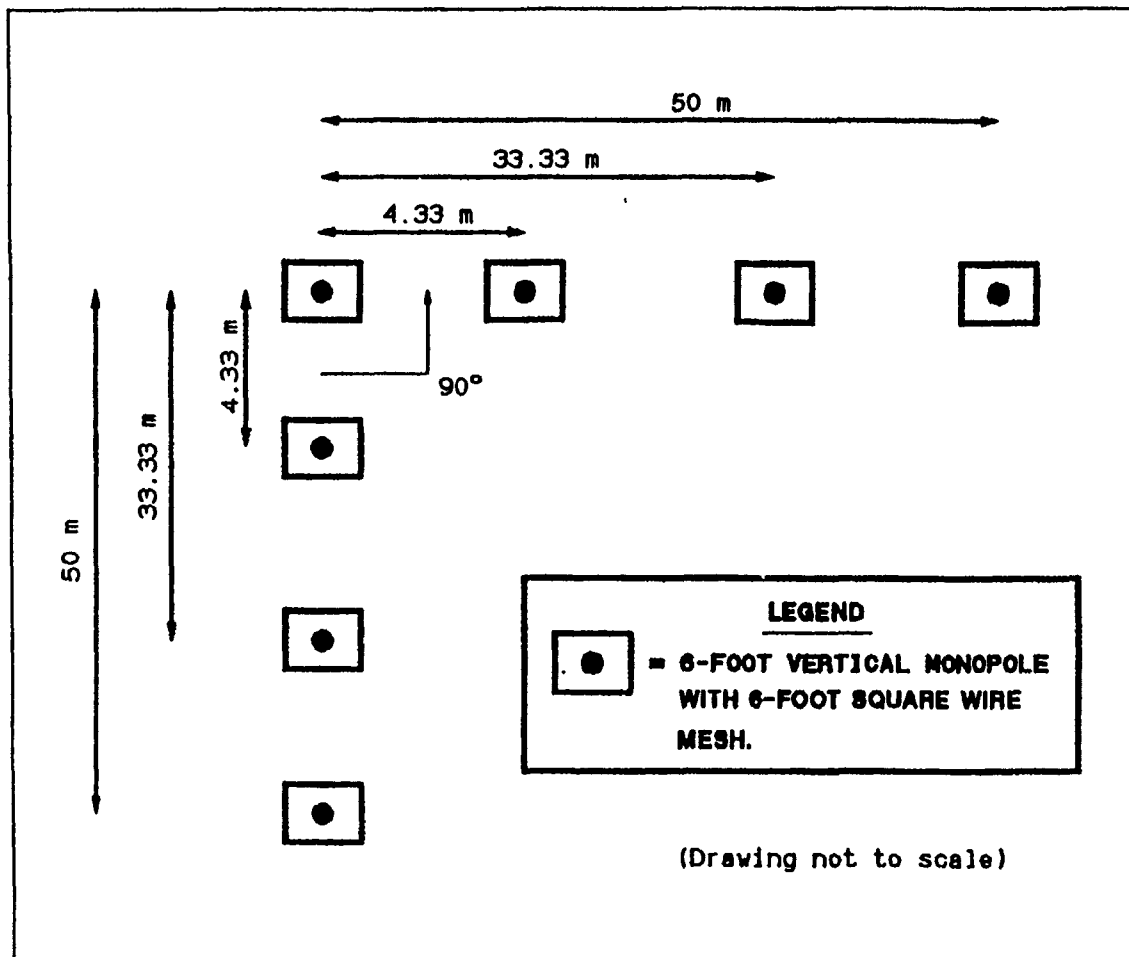 50 m
33.33 m
4.33 m
4.33 m
90°
33.33 m
50 m
LEGEND
= 6-FOOT VERTICAL MONOPOLE
WITH 6-FOOT SQUARE WIRE
MESH.
(Drawing not to scale)